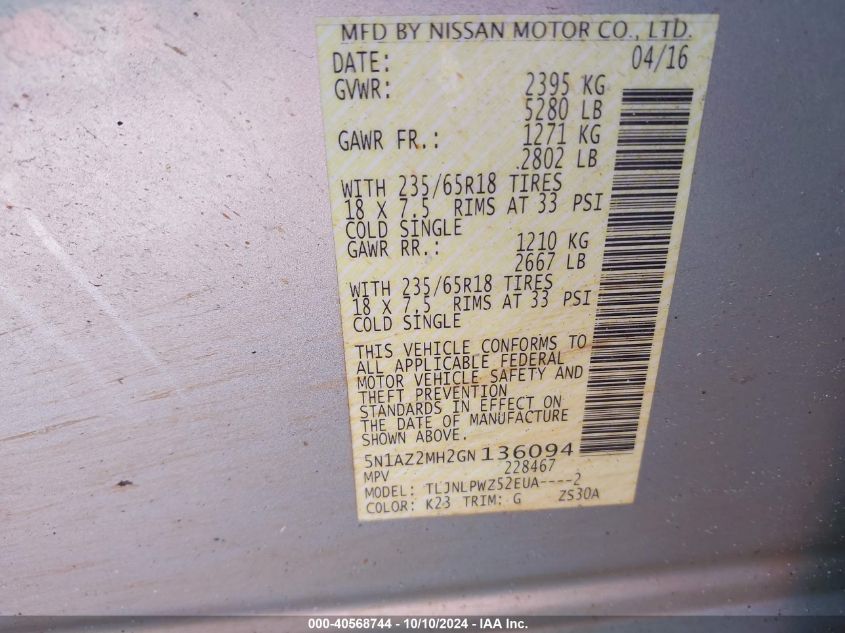 MFD BY NISSAN MOTOR CO., LTD.
DATE: 04/16
GVWR: 2395 KG
5280 LB
GAWR FR.: 1271 KG
2802 LB
WITH 235/65R18 TIRES
18 X 7.5 RIMS AT 33 PSI
COLD SINGLE
GAWR RR.: 1210 KG
2667 LB
WITH 235/65R18 TIRES
18 X 7.5 RIMS AT 33 PSI
COLD SINGLE
THIS VEHICLE CONFORMS TO
ALL APPLICABLE FEDERAL
MOTOR VEHICLE SAFETY AND
THEFT PREVENTION
STANDARDS IN EFFECT ON
THE DATE OF MANUFACTURE
SHOWN ABOVE.
5N1AZ2MH2GN136094
MPV 228467
MODEL: TLJNLPWZ52EUA----2
COLOR: K23 TRIM: G ZS30A
000-40568744 - 10/10/2024 - IAA Inc.